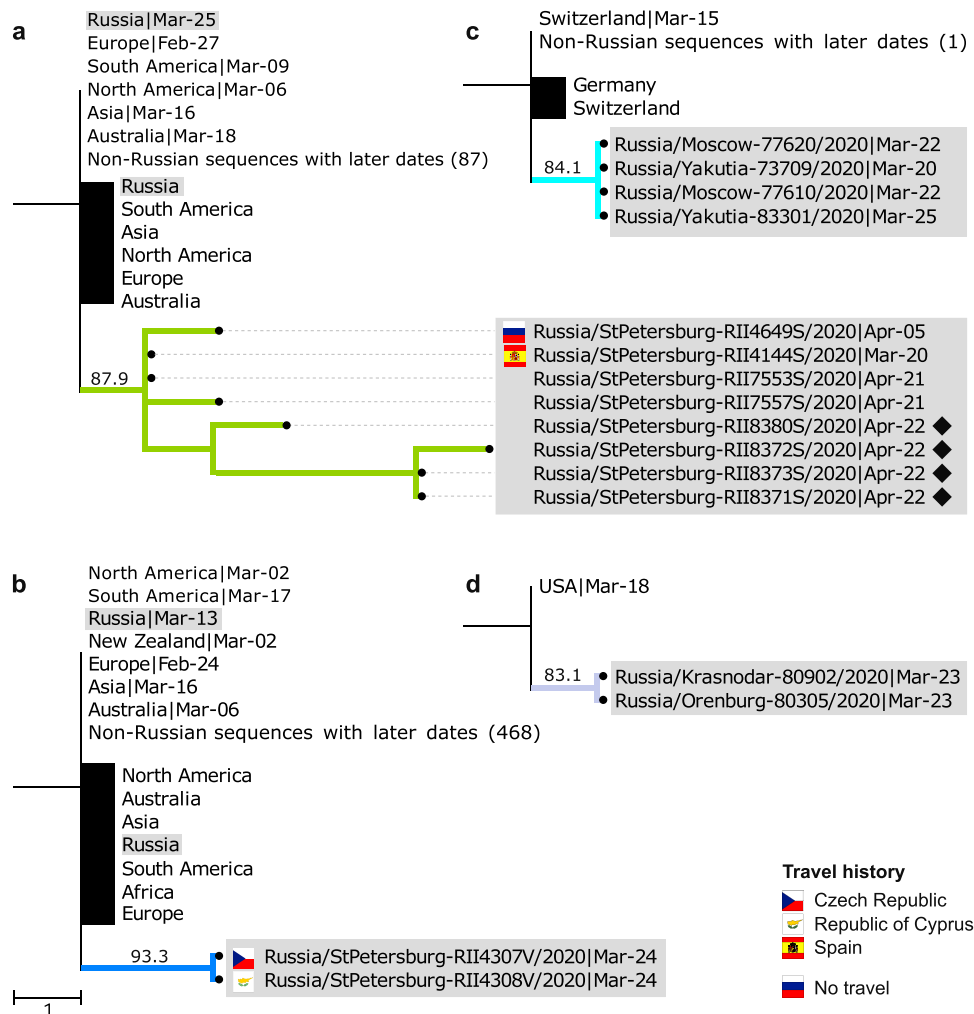 a
Russia|Mar-25
Europe|Feb-27
South America|Mar-09
North America|Mar-06
Asia|Mar-16
Australia|Mar-18
Non-Russian sequences with later dates (87)
Russia
South America
Asia
North America
Europe
Australia
87.9
Russia/StPetersburg-RII4649S/2020|Apr-05
Russia/StPetersburg-RII4144S/2020|Mar-20
Russia/StPetersburg-RII7553S/2020|Apr-21
Russia/StPetersburg-RII7557S/2020|Apr-21
Russia/StPetersburg-RII8380S/2020|Apr-22
Russia/StPetersburg-RII8372S/2020|Apr-22
Russia/StPetersburg-RII8373S/2020|Apr-22
Russia/StPetersburg-RII8371S/2020|Apr-22
c
Switzerland|Mar-15
Non-Russian sequences with later dates (1)
Germany
Switzerland
84.1
Russia/Moscow-77620/2020|Mar-22
Russia/Yakutia-73709/2020|Mar-20
Russia/Moscow-77610/2020|Mar-22
Russia/Yakutia-83301/2020|Mar-25
b
North America|Mar-02
South America|Mar-17
Russia|Mar-13
New Zealand|Mar-02
Europe|Feb-24
Asia|Mar-16
Australia|Mar-06
Non-Russian sequences with later dates (468)
North America
Australia
Asia
Russia
South America
Africa
Europe
93.3
Russia/StPetersburg-RII4307V/2020|Mar-24
Russia/StPetersburg-RII4308V/2020|Mar-24
1
d
USA|Mar-18
83.1
Russia/Krasnodar-80902/2020|Mar-23
Russia/Orenburg-80305/2020|Mar-23
Travel history
Czech Republic
Republic of Cyprus
Spain
No travel